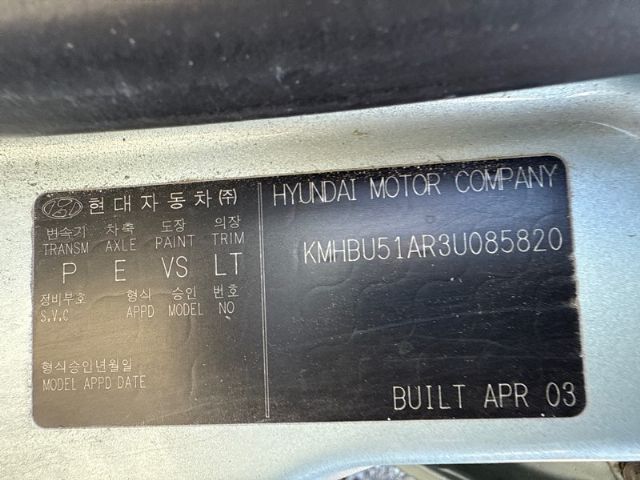 현대자동차㈜
HYUNDAI MOTOR COMPANY
변속기 차축 도장 의장
TRANSM AXLE PAINT TRIM
P E VS LT
KMHBU51AR3U085820
정비부호 형식 승인 번호
S.V.C APPD MODEL NO
형식승인년월일
MODEL APPD DATE
BUILT APR 03